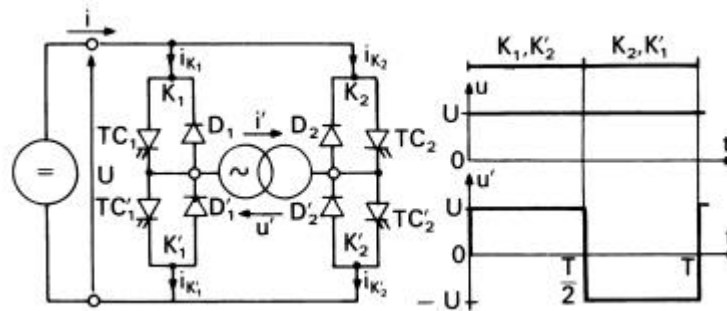 i
i_K₁
i_K₂
K₁
K₂
TC₁
D₁
i'
D₂
TC₂
=
U
~
TC'₁
D'₁
u'
D'₂
TC'₂
K'₁
K'₂
i_K'₁
i_K'₂
K₁, K'₂
K₂, K'₁
u
U
0
t
u'
U
0
T/2
T
t
− U